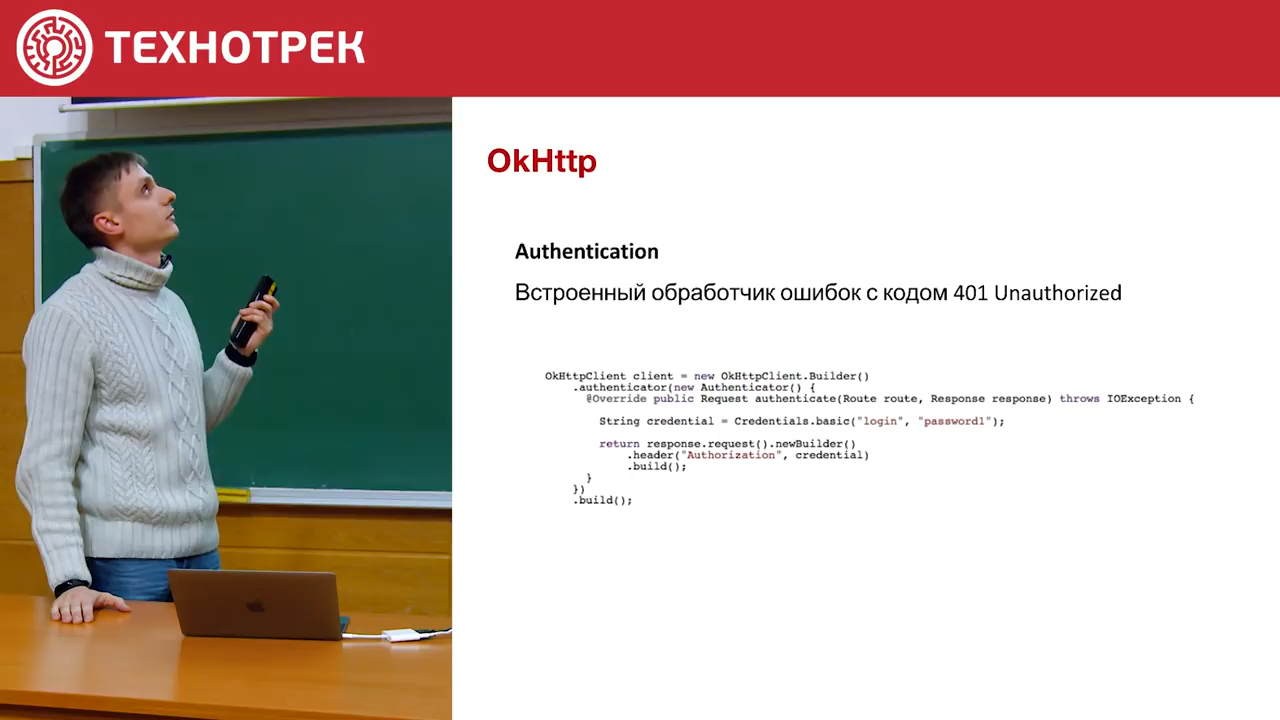 ТЕХНОТРЕК
OkHttp
Authentication
Встроенный обработчик ошибок с кодом 401 Unauthorized
OkHttpClient client = new OkHttpClient.Builder()
.authenticator(new Authenticator() {
@Override public Request authenticate(Route route, Response response) throws IOException {
String credential = Credentials.basic("login", "password1");
return response.request().newBuilder()
.header("Authorization", credential)
.build();
}
})
.build();